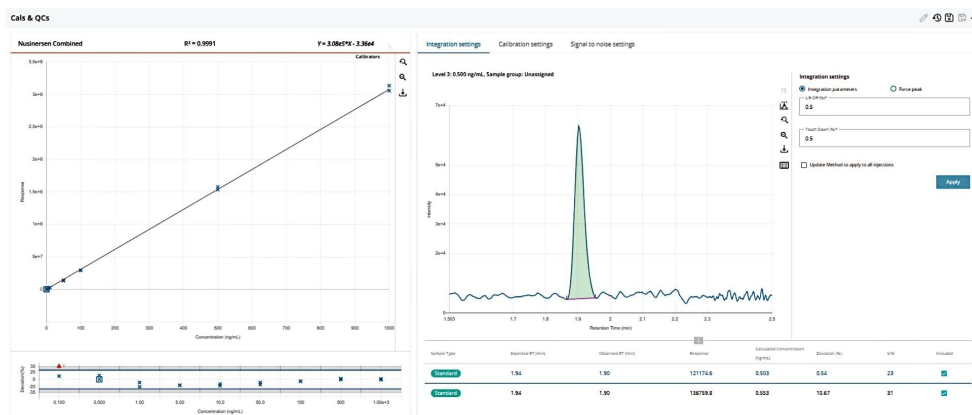 Cals & QCs
Nusinersen Combined R² = 0.9991 Y = 3.08e5*X - 3.36e4
Calibrators
3.5e+8
3e+8
2.5e+8
2e+8
1.5e+8
1e+8
5e+7
0
Response
0 100 200 300 400 500 600 700 800 900 1000
Concentration (ng/mL)
35
20
0
-20
-35
Deviation(%)
0.100 0.500 1.00 5.00 10.0 50.0 100 500 1.00e+3
Concentration (ng/mL)
Integration settings Calibration settings Signal to noise settings
Level 3: 0.500 ng/mL, Sample group: Unassigned
7e+4
5e+4
4e+4
2e+4
0
Intensity
1.503 1.7 1.8 1.9 2 2.1 2.2 2.3 2.5
Retention Time (min)
Integration settings
Integration parameters Force peak
Lift Off (%)*
0.5
Touch Down (%)*
0.5
Update Method to apply to all injections
Apply
Sample Type Expected RT (min) Observed RT (min) Response Calculated Concentration (ng/mL) Deviation (%) S/N Included
Standard 1.94 1.90 121174.6 0.503 0.54 23
Standard 1.94 1.90 136759.8 0.553 10.67 31